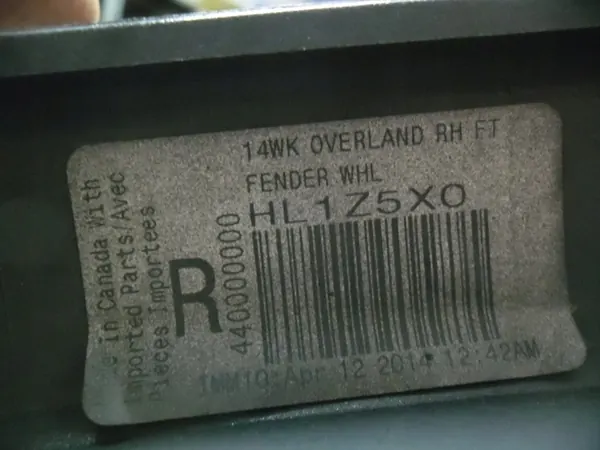 14WK OVERLAND RH FT
FENDER WHL
HL1Z5X0
R
440000000
in Canada With
Imported Parts/Avec
Pieces Importees
Apr 12 2014 12:42AM